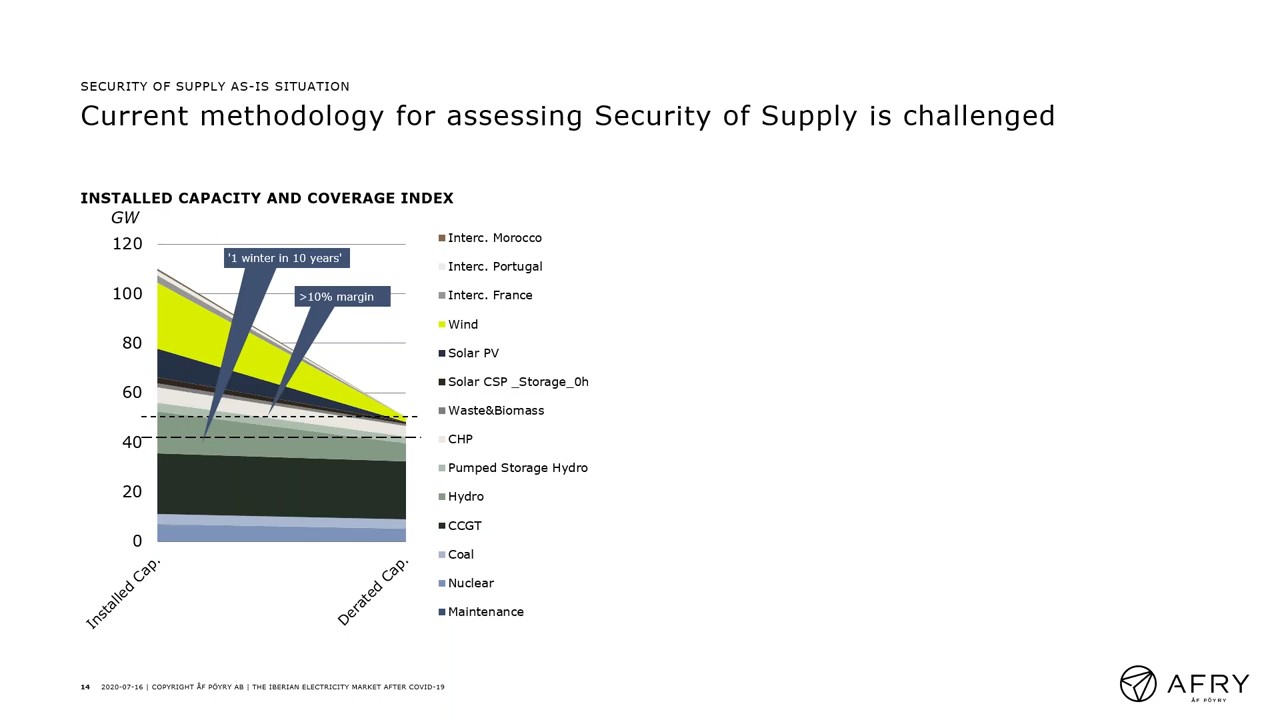 SECURITY OF SUPPLY AS-IS SITUATION
Current methodology for assessing Security of Supply is challenged
INSTALLED CAPACITY AND COVERAGE INDEX
GW
120
100
80
60
40
20
0
'1 winter in 10 years'
>10% margin
Installed Cap.
Derated Cap.
Interc. Morocco
Interc. Portugal
Interc. France
Wind
Solar PV
Solar CSP _Storage_0h
Waste&Biomass
CHP
Pumped Storage Hydro
Hydro
CCGT
Coal
Nuclear
Maintenance
14 2020-07-16 | COPYRIGHT ÅF PÖYRY AB | THE IBERIAN ELECTRICITY MARKET AFTER COVID-19
AFRY
ÅF PÖYRY